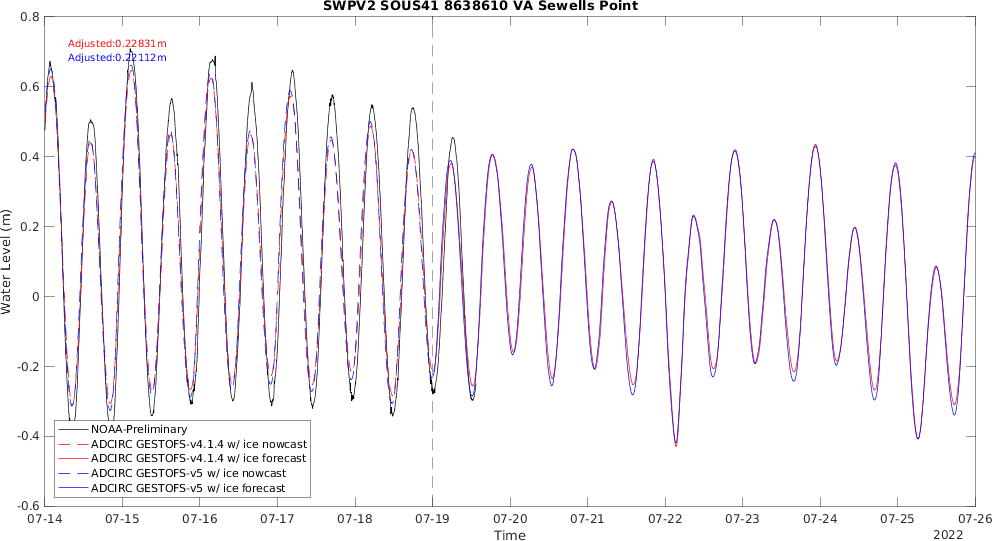 SWPV2 SOUS41 8638610 VA Sewells Point
0.8
0.6
0.4
0.2
0
-0.2
-0.4
-0.6
Water Level (m)
Adjusted:0.22831m
Adjusted:0.22112m
NOAA-Preliminary
ADCIRC GESTOFS-v4.1.4 w/ ice nowcast
ADCIRC GESTOFS-v4.1.4 w/ ice forecast
ADCIRC GESTOFS-v5 w/ ice nowcast
ADCIRC GESTOFS-v5 w/ ice forecast
07-14 07-15 07-16 07-17 07-18 07-19 07-20 07-21 07-22 07-23 07-24 07-25 07-26
Time
2022